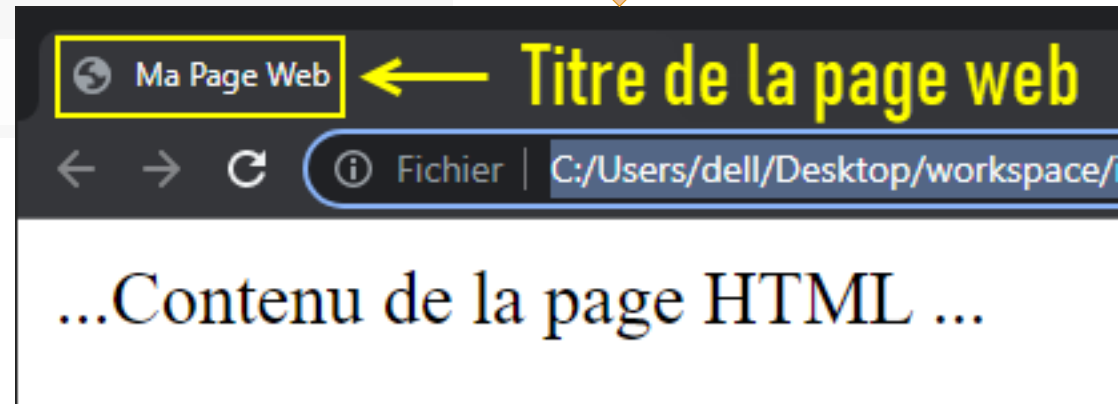 Ma Page Web Titre de la page web
Fichier C:/Users/dell/Desktop/workspace/
...Contenu de la page HTML ...